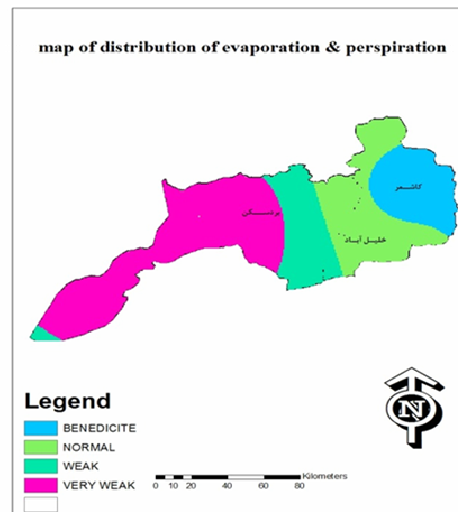 map of distribution of evaporation & perspiration
کاشمر
بردسکن
خلیل آباد
N
Legend
BENEDICITE
NORMAL
WEAK
VERY WEAK
Kilometers
0 10 20 40 60 80